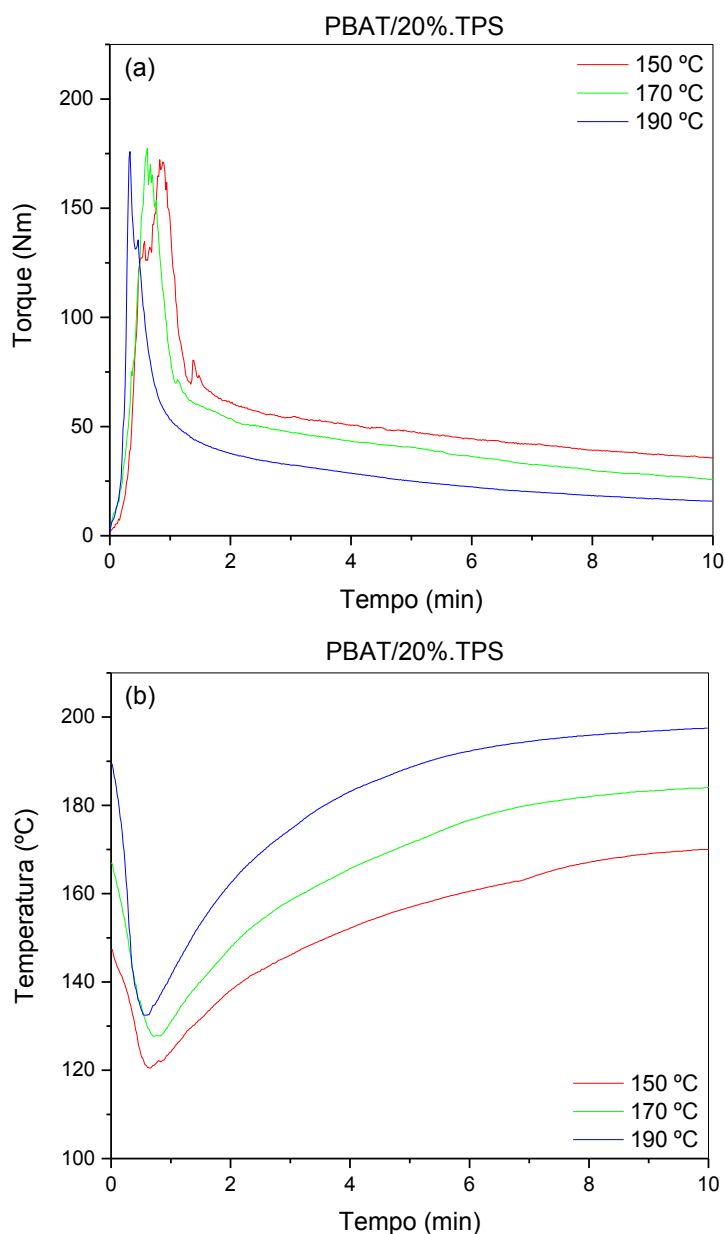 PBAT/20%.TPS
(a)
150 ºC
170 ºC
190 ºC
200
150
100
50
0
Torque (Nm)
0 2 4 6 8 10
Tempo (min)
PBAT/20%.TPS
(b)
200
180
160
140
120
100
Temperatura (ºC)
150 ºC
170 ºC
190 ºC
0 2 4 6 8 10
Tempo (min)